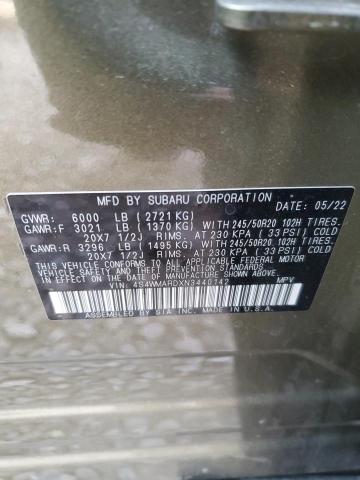 MFD. BY SUBARU CORPORATION DATE: 05/22
GVWR: 6000 LB (2721 KG)
GAWR:F 3021 LB (1370 KG) WITH 245/50R20 102H TIRES,
20X7 1/2J RIMS, AT 230 KPA (33 PSI) COLD
GAWR:R 3296 LB (1495 KG) WITH 245/50R20 102H TIRES,
20X7 1/2J RIMS, AT 230 KPA (33 PSI) COLD
THIS VEHICLE CONFORMS TO ALL APPLICABLE FEDERAL MOTOR
VEHICLE SAFETY AND BUMPER STANDARDS IN EFFECT ON THE
DATE OF MANUFACTURE SHOWN ABOVE.
VIN: 4S4WMARDXN3440142 MPV
ASSEMBLED BY SIA INC. MADE IN U.S.A.